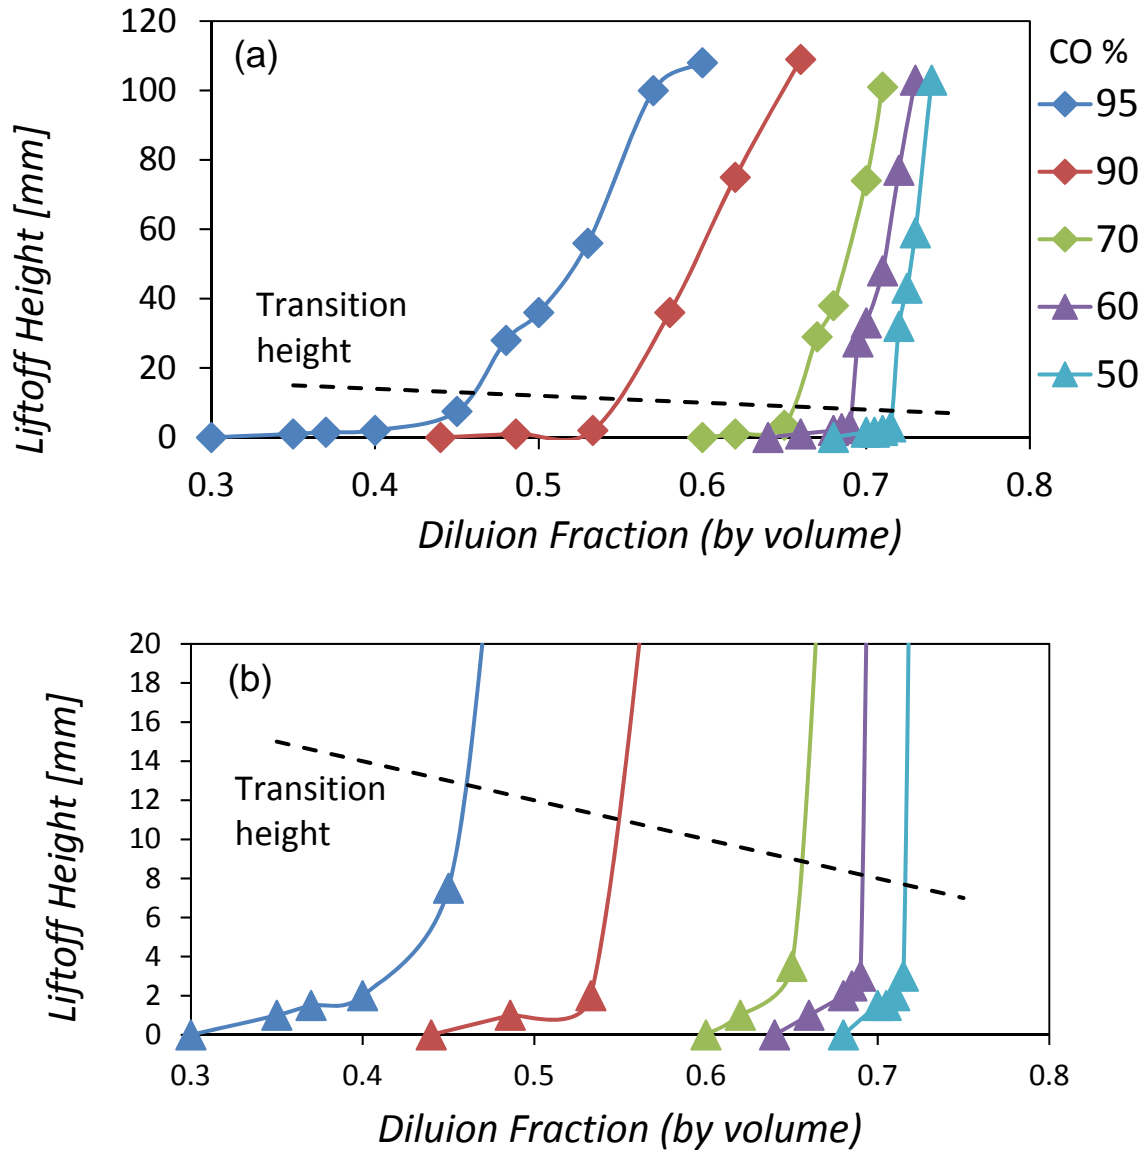 (a)
CO %
95
90
70
60
50
Liftoff Height [mm]
120
100
80
60
40
20
0
Transition
height
0.3 0.4 0.5 0.6 0.7 0.8
Diluion Fraction (by volume)
(b)
Liftoff Height [mm]
20
18
16
14
12
10
8
6
4
2
0
Transition
height
0.3 0.4 0.5 0.6 0.7 0.8
Diluion Fraction (by volume)